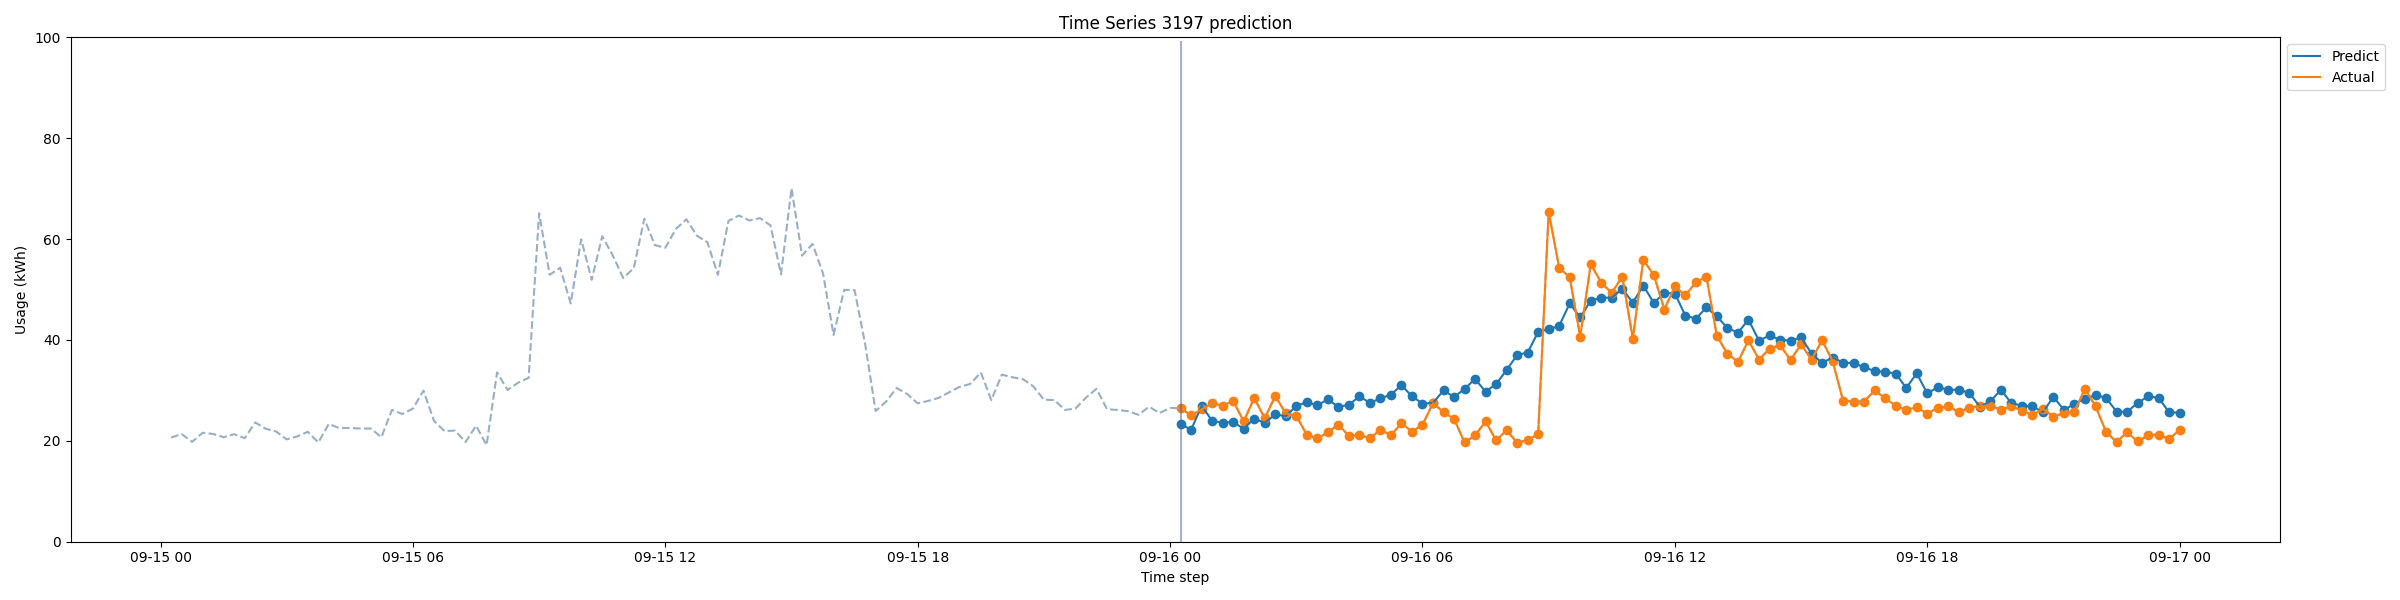 Time Series 3197 prediction
100
80
60
40
20
0
Usage (kWh)
Predict
Actual
09-15 00 09-15 06 09-15 12 09-15 18 09-16 00 09-16 06 09-16 12 09-16 18 09-17 00
Time step